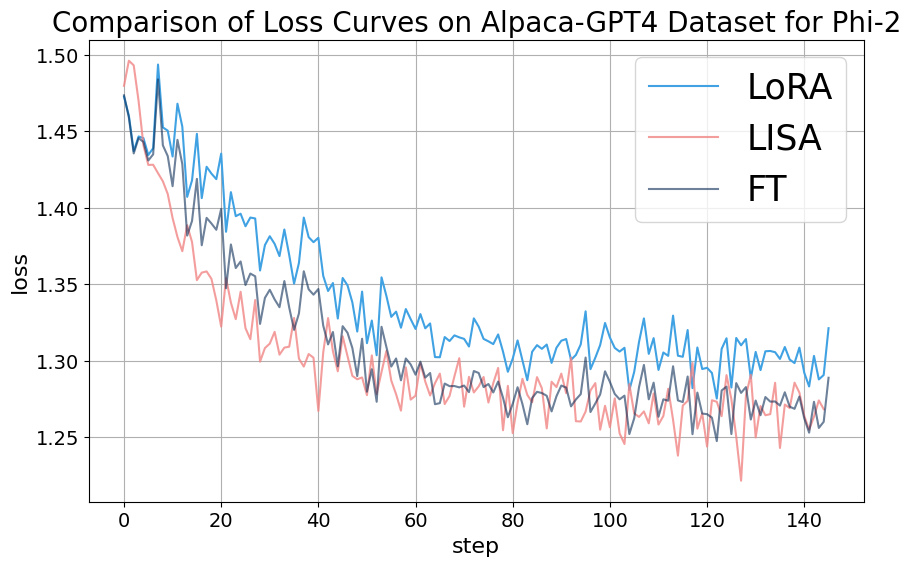 Comparison of Loss Curves on Alpaca-GPT4 Dataset for Phi-2
1.50
1.45
1.40
1.35
1.30
1.25
loss
LoRA
LISA
FT
0 20 40 60 80 100 120 140
step